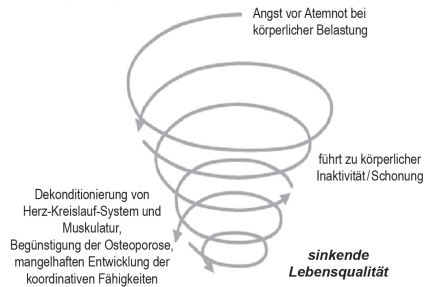 Angst vor Atemnot bei
körperlicher Belastung
führt zu körperlicher
Inaktivität/Schonung
Dekonditionierung von
Herz-Kreislauf-System und
Muskulatur,
Begünstigung der Osteoporose,
mangelhaften Entwicklung der
koordinativen Fähigkeiten
sinkende
Lebensqualität